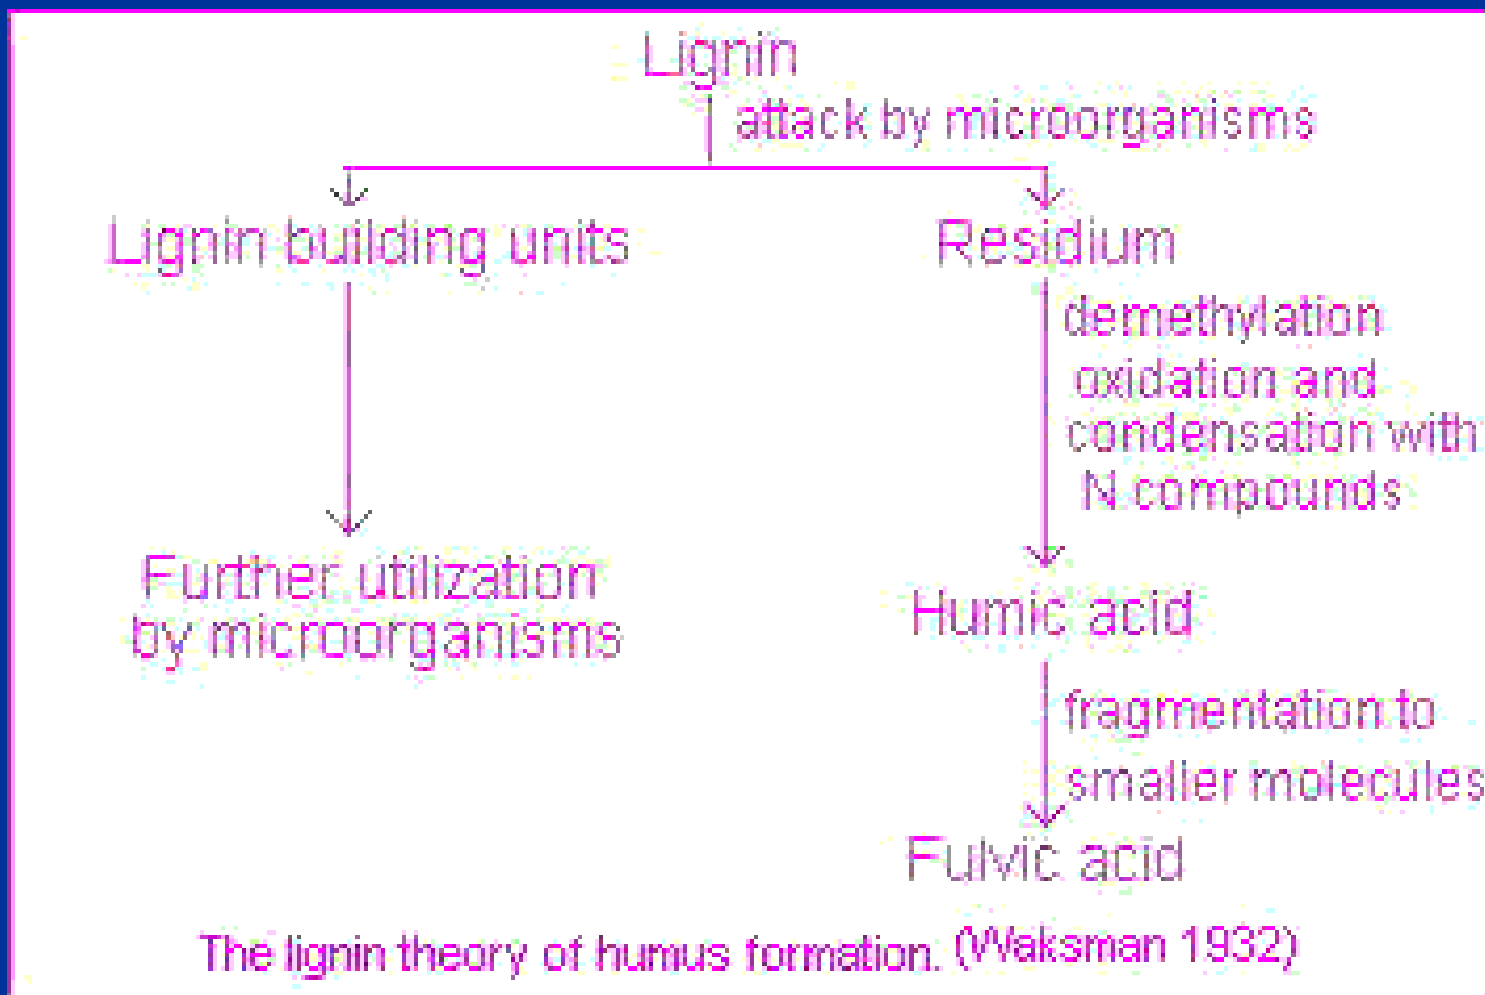 Lignin
attack by microorganisms
Lignin building units
Residium
demethylation
oxidation and
condensation with
N compounds
Further utilization
by microorganisms
Humic acid
fragmentation to
smaller molecules
Fulvic acid
The lignin theory of humus formation. (Waksman 1932)